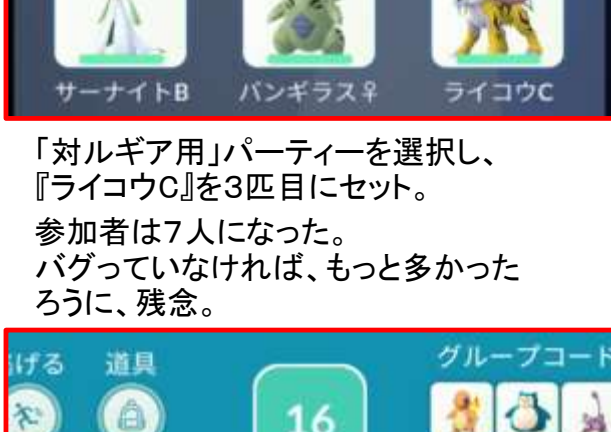 サーナイトB バンギラス♀ ライコウC
「対ルギア用」パーティーを選択し、
『ライコウC』を3匹目にセット。
参加者は7人になった。
バグっていなければ、もっと多かった
ろうに、残念。
げる 道具 グループコード
16